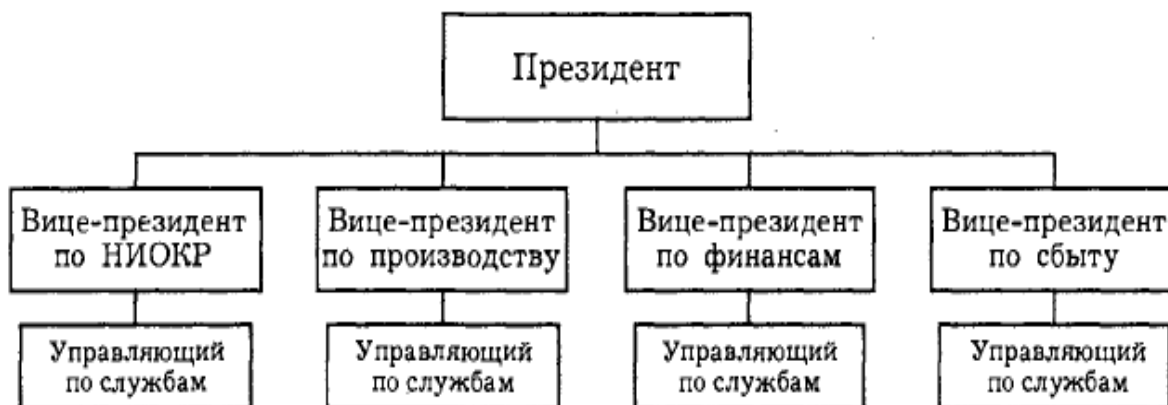 Президент
Вице-президент
по НИОКР
Вице-президент
по производству
Вице-президент
по финансам
Вице-президент
по сбыту
Управляющий
по службам
Управляющий
по службам
Управляющий
по службам
Управляющий
по службам